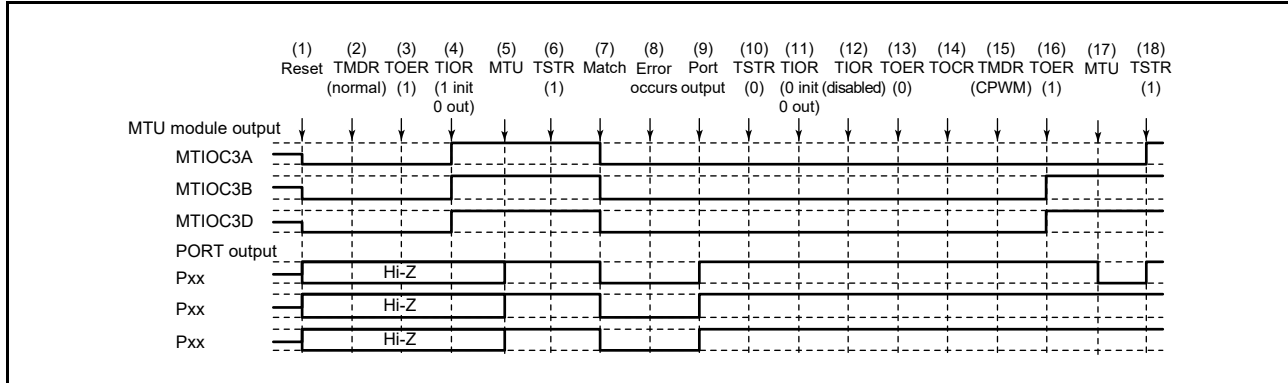 (1) (2) (3) (4) (5) (6) (7) (8) (9) (10) (11) (12) (13) (14) (15) (16) (17) (18)
Reset TMDR TOER TIOR MTU TSTR Match Error Port TSTR TIOR TIOR TOER TOCR TMDR TOER MTU TSTR
(normal) (1) (1 init (1) occurs output (0) (0 init (disabled) (0) (CPWM) (1) (1)
0 out) 0 out)
MTU module output
MTIOC3A
MTIOC3B
MTIOC3D
PORT output
Pxx Hi-Z
Pxx Hi-Z
Pxx Hi-Z